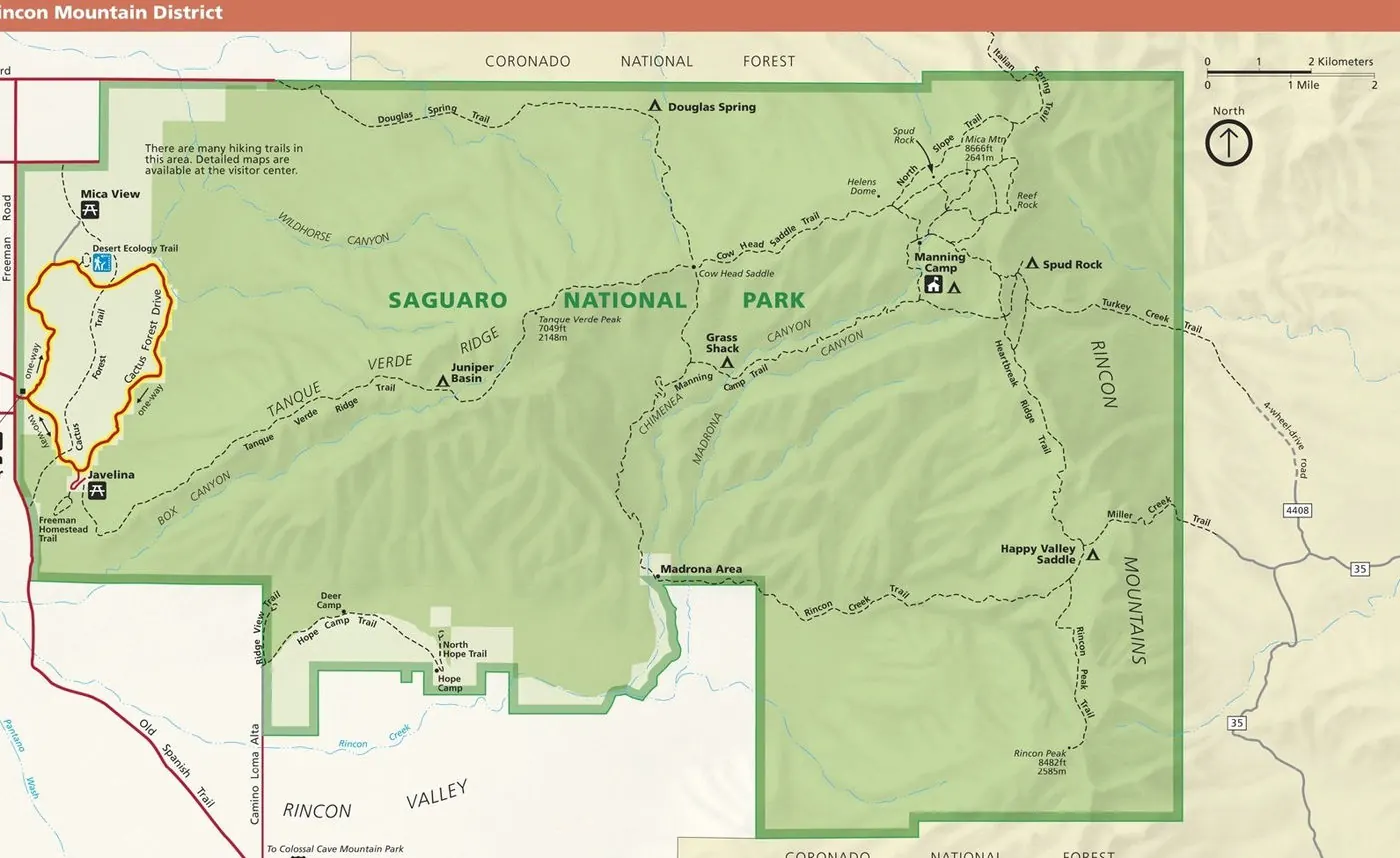 incon Mountain District
CORONADO NATIONAL FOREST
rd
0 1 2 Kilometers
0 1 Mile 2
North
Italian Spring Trail
Douglas Spring Trail
Douglas Spring
There are many hiking trails in
this area. Detailed maps are
available at the visitor center.
Spud
Rock
North Slope Trail
Mica Mtn
8666ft
2641m
Helens
Dome
Reef
Rock
Freeman Road
Mica View
WILDHORSE CANYON
Desert Ecology Trail
Cow Head Saddle Trail
Cow Head Saddle
Manning
Camp
Spud Rock
SAGUARO NATIONAL PARK
Tanque Verde Peak
7049ft
2148m
Turkey Creek Trail
Cactus Forest Drive
Cactus Forest Trail
one-way
one-way
two-way
TANQUE VERDE RIDGE
Tanque Verde Ridge Trail
Juniper
Basin
Grass
Shack
Manning Camp Trail
CHIMENEA CANYON
MADRONA CANYON
Heartbreak Ridge Trail
RINCON MOUNTAINS
4-wheel-drive road
4408
Javelina
BOX CANYON
Freeman
Homestead
Trail
Miller Creek Trail
Happy Valley
Saddle
35
Madrona Area
Rincon Creek Trail
Ridge View Trail
Deer
Camp
Hope Camp Trail
North
Hope Trail
Hope
Camp
Rincon Peak Trail
Rincon Peak
8482ft
2585m
35
Pantano Wash
Old Spanish Trail
Camino Loma Alta
Rincon Creek
RINCON VALLEY
To Colossal Cave Mountain Park
CORONADO NATIONAL FOREST